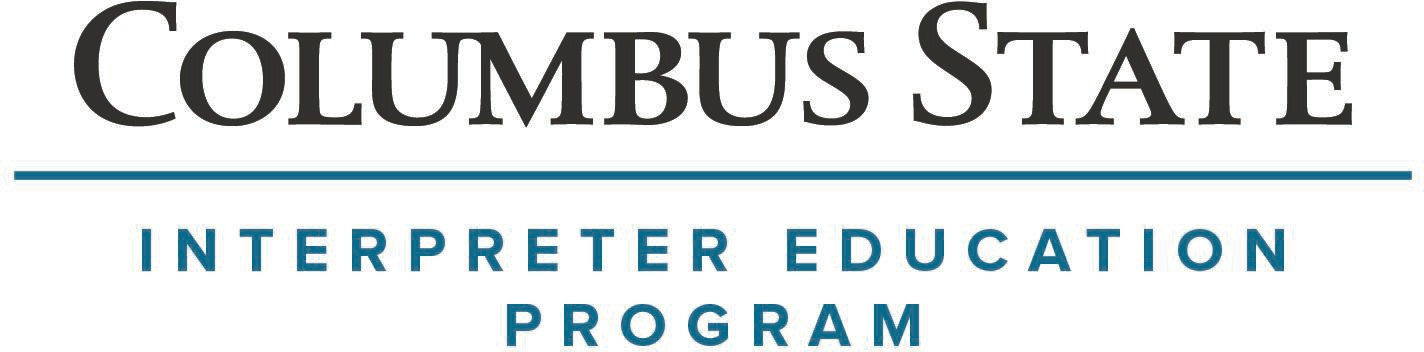 COLUMBUS STATE
INTERPRETER EDUCATION
PROGRAM